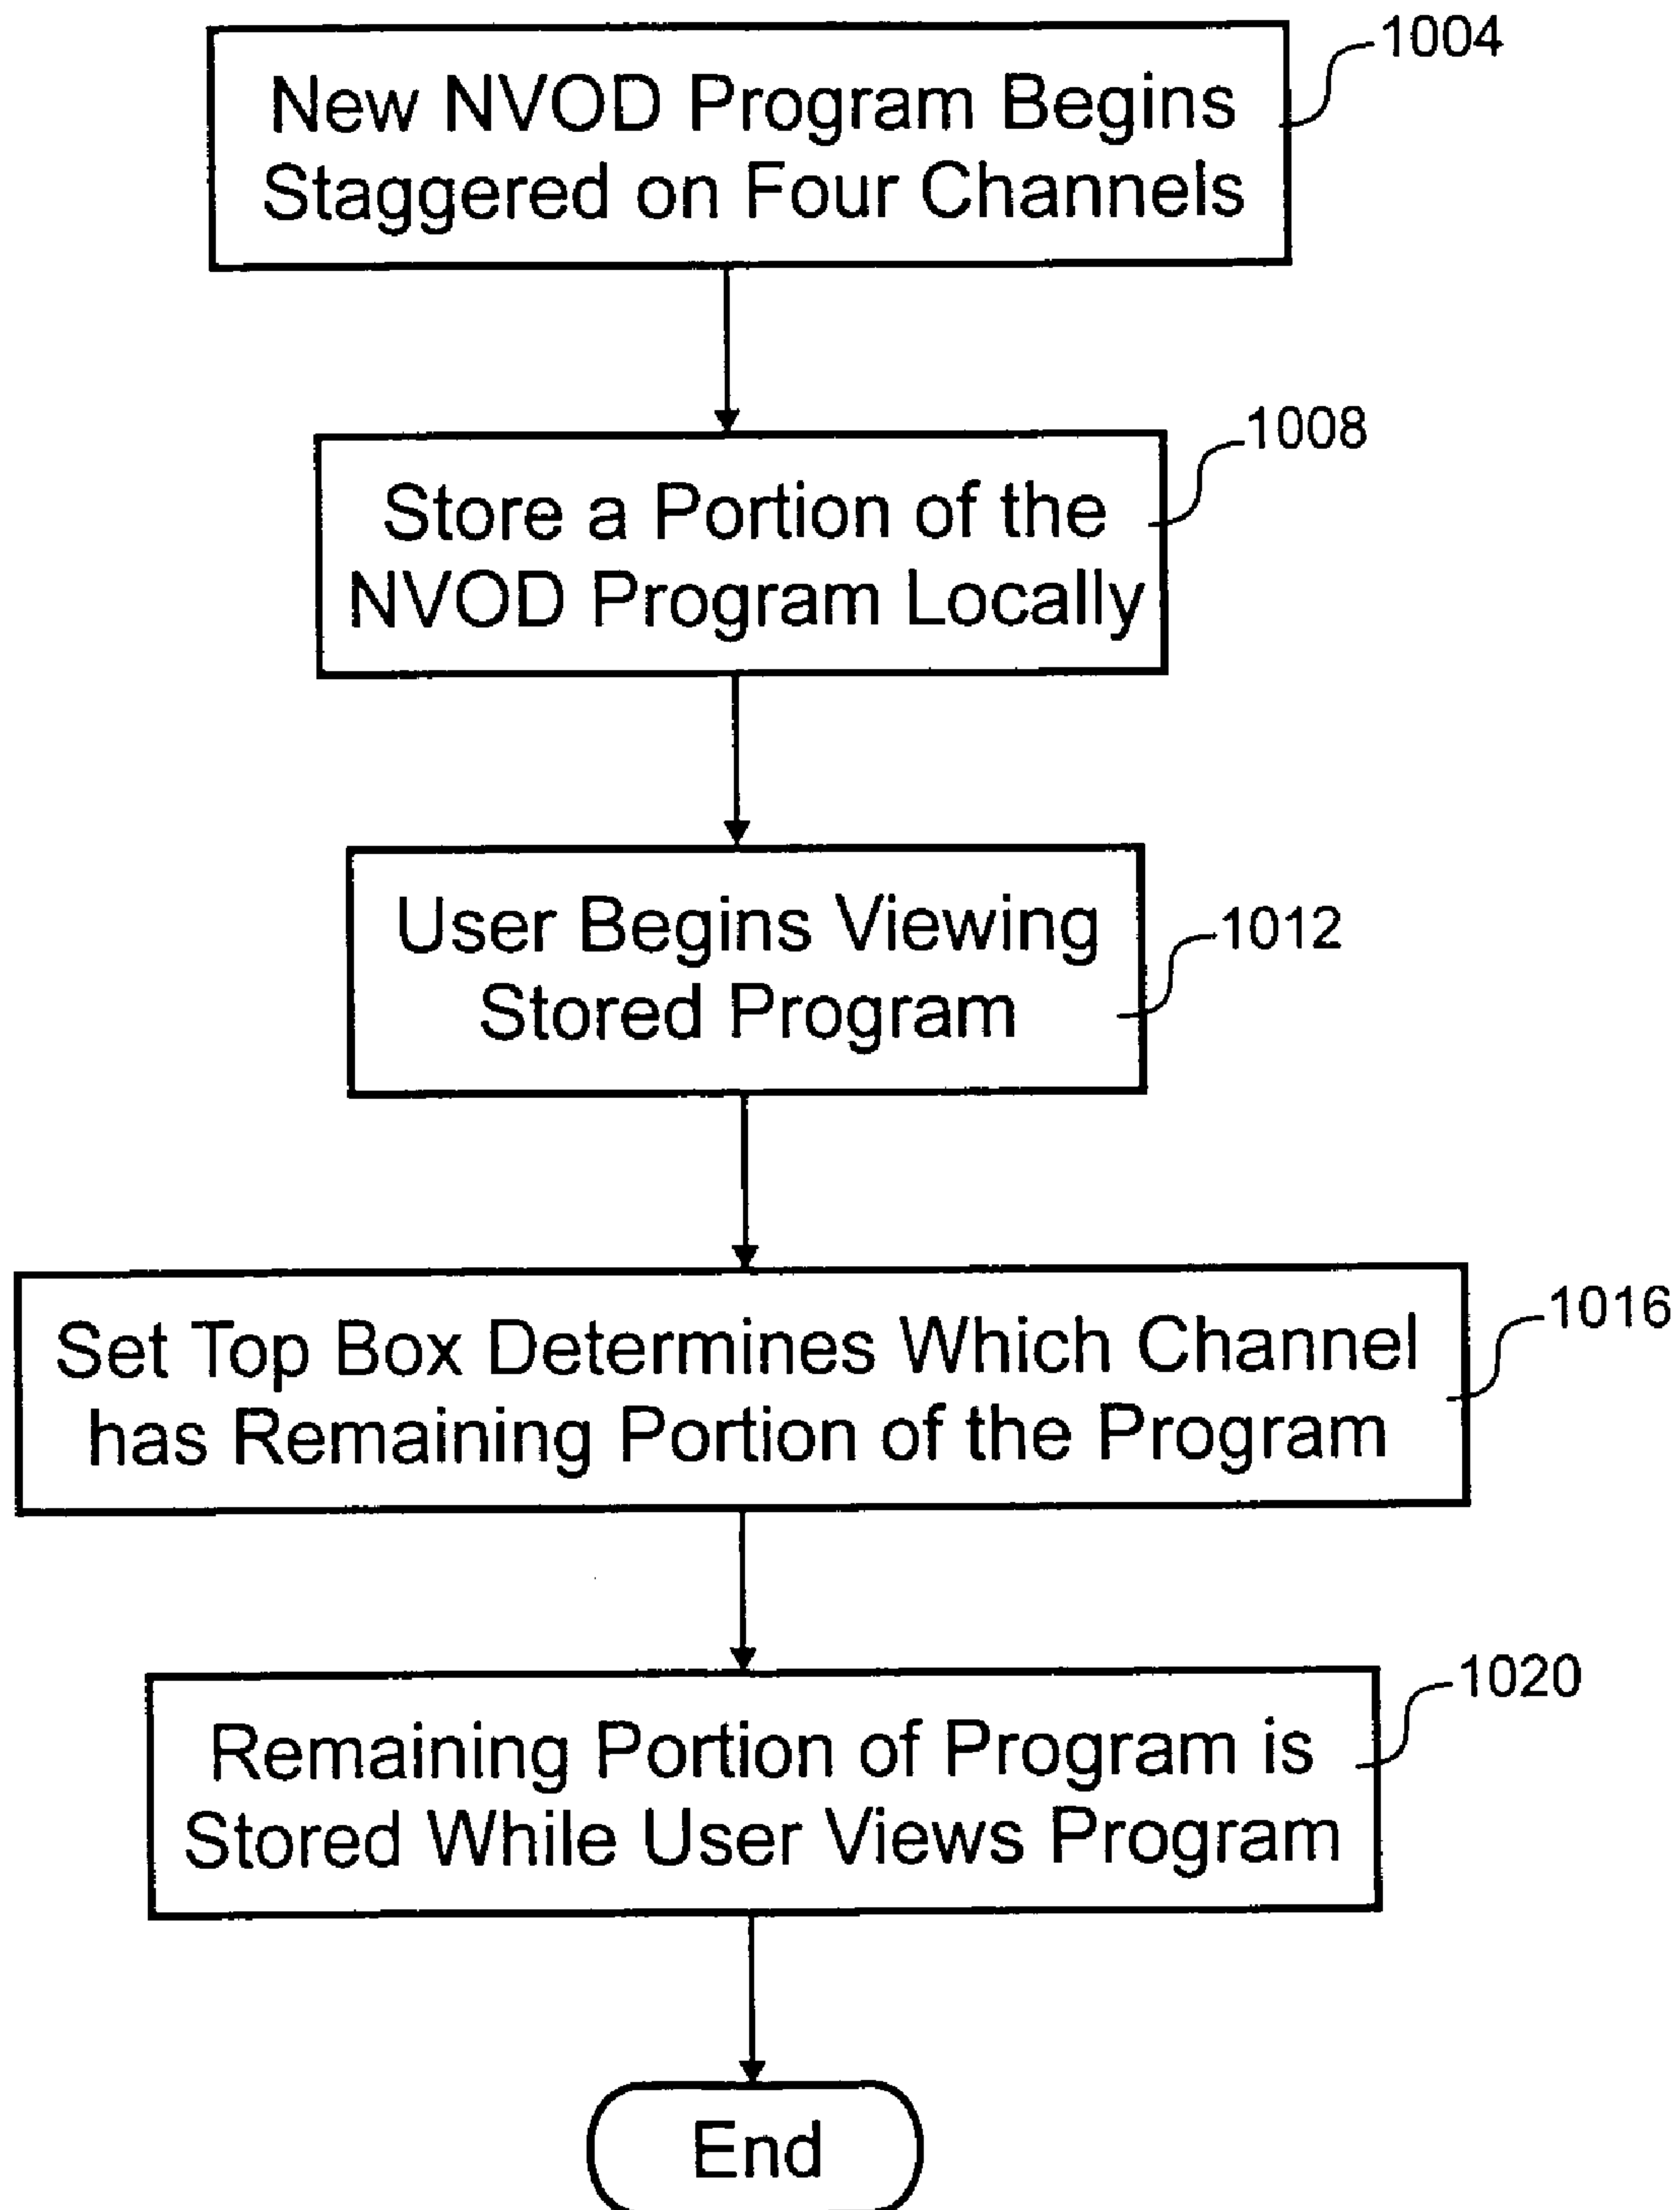 1004
New NVOD Program Begins
Staggered on Four Channels
1008
Store a Portion of the
NVOD Program Locally
User Begins Viewing
1012
Stored Program
1016
Set Top Box Determines Which Channel
has Remaining Portion of the Program
1020
Remaining Portion of Program is
Stored While User Views Program
End